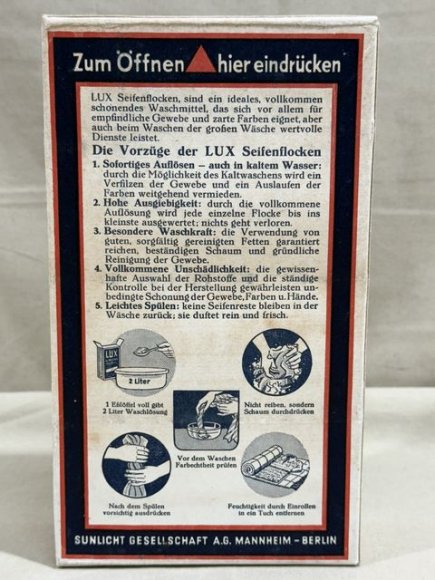 Zum Öffnen hier eindrücken
LUX Seifenflocken, sind ein ideales, vollkommen
schonendes Waschmittel, das sich vor allem für
empfindliche Gewebe und zarte Farben eignet, aber
auch beim Waschen der großen Wäsche wertvolle
Dienste leistet.
Die Vorzüge der LUX Seifenflocken
1. Sofortiges Auflösen – auch in kaltem Wasser:
durch die Möglichkeit des Kaltwaschens wird ein
Verfilzen der Gewebe und ein Auslaufen der
Farben weitgehend vermieden.
2. Hohe Ausgiebigkeit: durch die vollkommene
Auflösung wird jede einzelne Flocke bis ins
kleinste ausgewertet; nichts geht verloren.
3. Besondere Waschkraft: die Verwendung von
guten, sorgfältig gereinigten Fetten garantiert
reichen, beständigen Schaum und gründliche
Reinigung der Gewebe.
4. Vollkommene Unschädlichkeit: die gewissen-
hafte Auswahl der Rohstoffe und die ständige
Kontrolle bei der Herstellung gewährleisten un-
bedingte Schonung der Gewebe, Farben u. Hände.
5. Leichtes Spülen: keine Seifenreste bleiben in der
Wäsche zurück; sie duftet rein und frisch.
LUX
2 Liter
1 Eßlöffel voll gibt
2 Liter Waschlösung
Nicht reiben, sondern
Schaum durchdrücken
Vor dem Waschen
Farbechtheit prüfen
Nach dem Spülen
vorsichtig ausdrücken
Feuchtigkeit durch Einrollen
in ein Tuch entfernen
SUNLICHT GESELLSCHAFT A.G. MANNHEIM – BERLIN